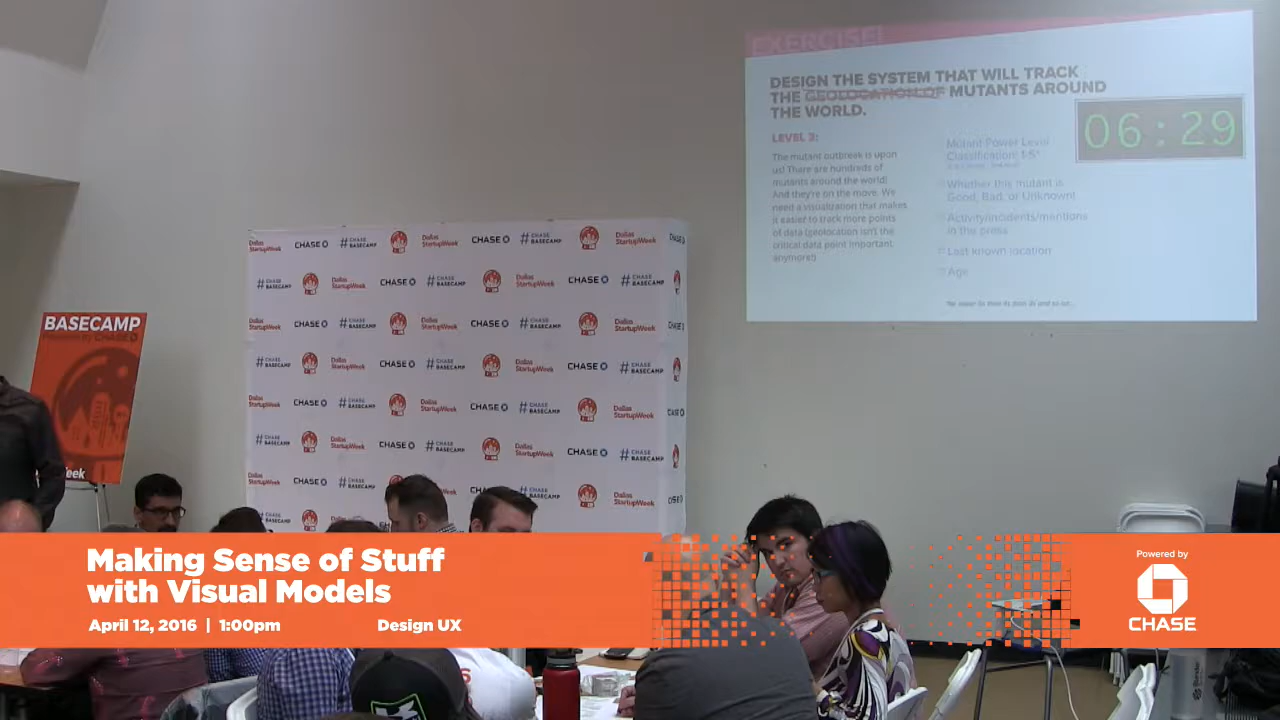 EXERCISE!
DESIGN THE SYSTEM THAT WILL TRACK
THE GEOLOCATION OF MUTANTS AROUND
THE WORLD.
06:29
LEVEL 3:
The mutant outbreak is upon
us! There are hundreds of
mutants around the world!
And they're on the move. We
need a visualization that makes
it easier to track more points
of data (geolocation isn't the
critical data point important
anymore)
Mutant Power Level
Classification: 1-5*
Whether this mutant is
Good, Bad, or Unknown!
Activity/incidents/mentions
in the press
Last known location
Age
BASECAMP
Powered by CHASE
Week
Dallas StartupWeek
CHASE
# CHASE BASECAMP
Making Sense of Stuff
with Visual Models
April 12, 2016 | 1:00pm
Design UX
Powered by
CHASE